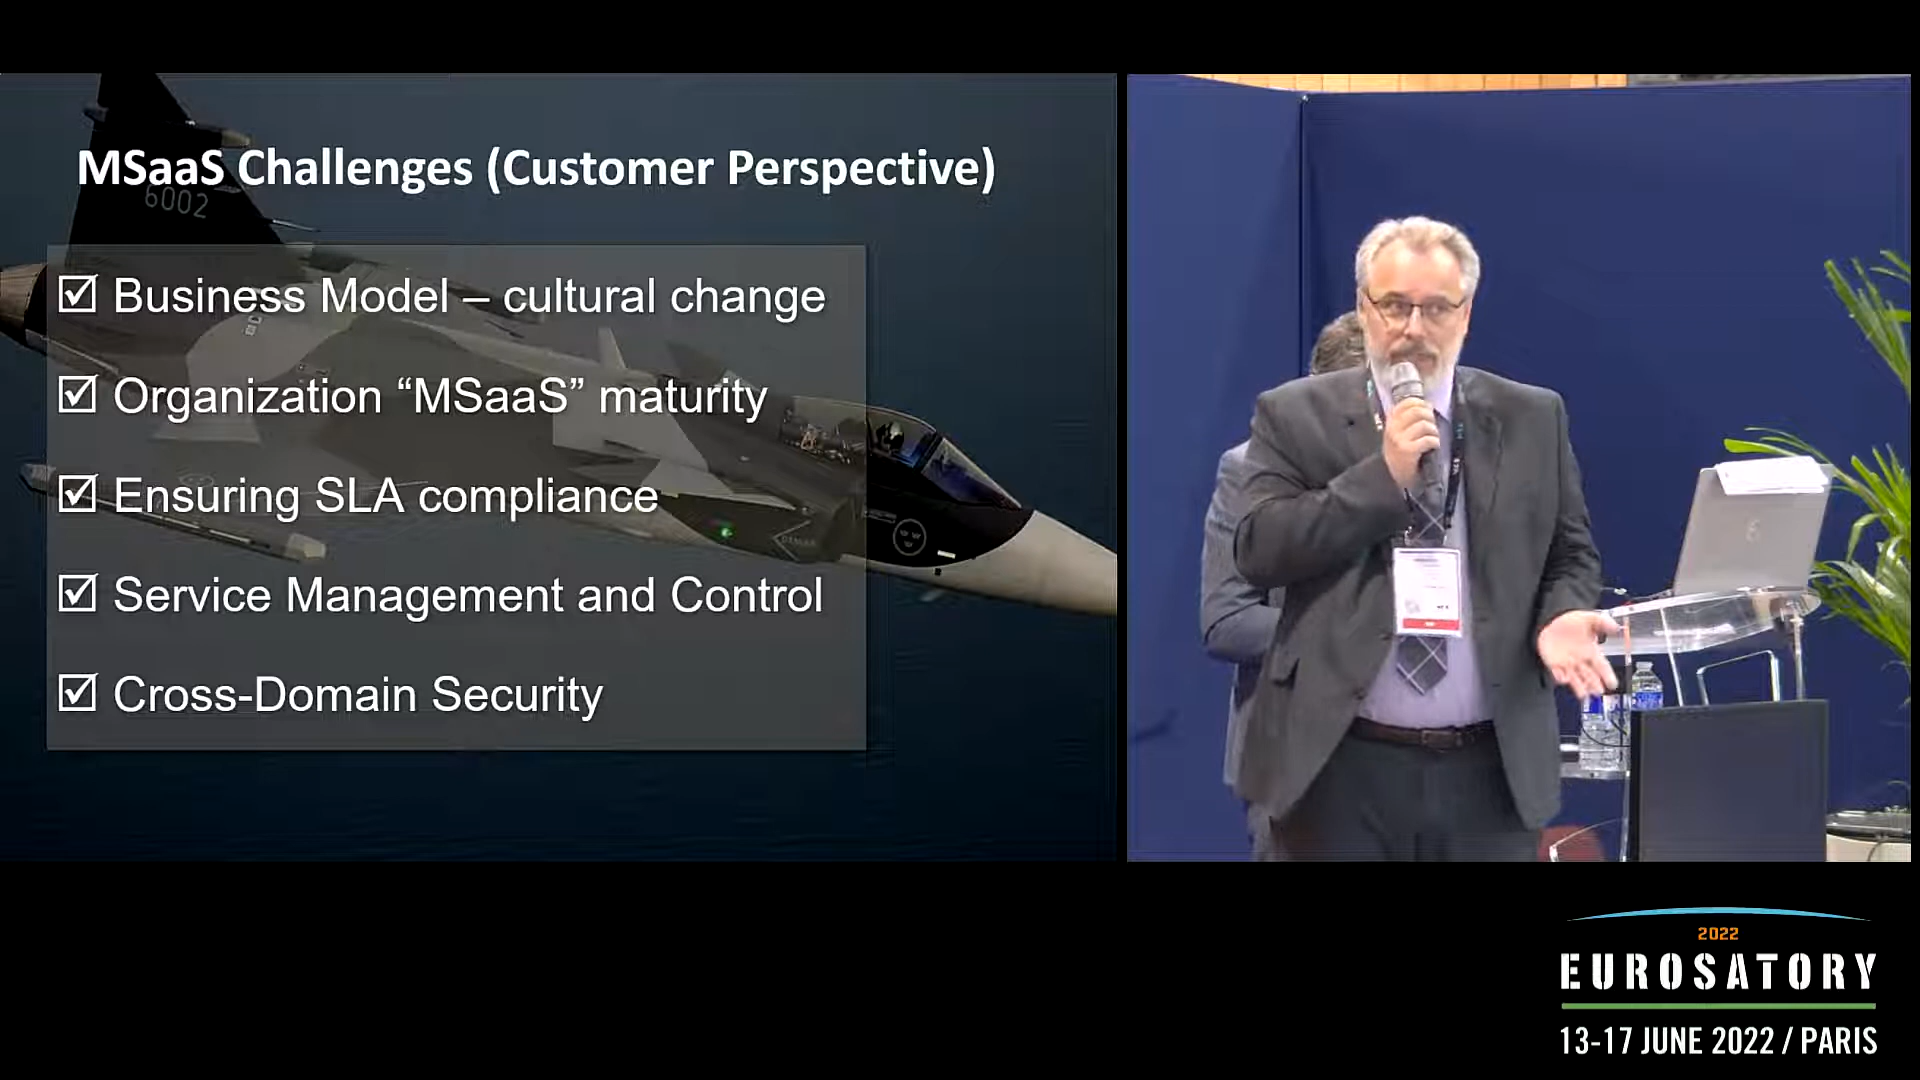 MSaaS Challenges (Customer Perspective)
6002
☑ Business Model – cultural change
☑ Organization “MSaaS” maturity
☑ Ensuring SLA compliance
☑ Service Management and Control
☑ Cross-Domain Security
DANGER
2022
EUROSATORY
13-17 JUNE 2022 / PARIS